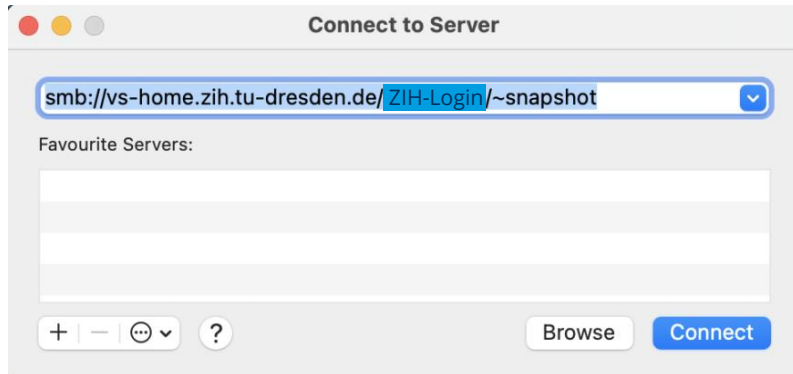 Connect to Server
smb://vs-home.zih.tu-dresden.de/ZIH-Login/~snapshot
Favourite Servers:
+ − ?
Browse Connect